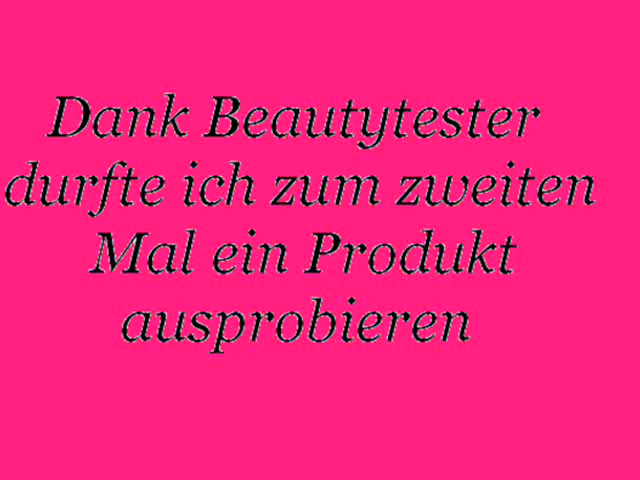 Dank Beautytester
durfte ich zum zweiten
Mal ein Produkt
ausprobieren